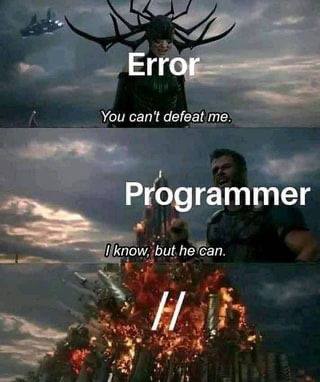 Error
You can't defeat me.
Programmer
I know, but he can.
//